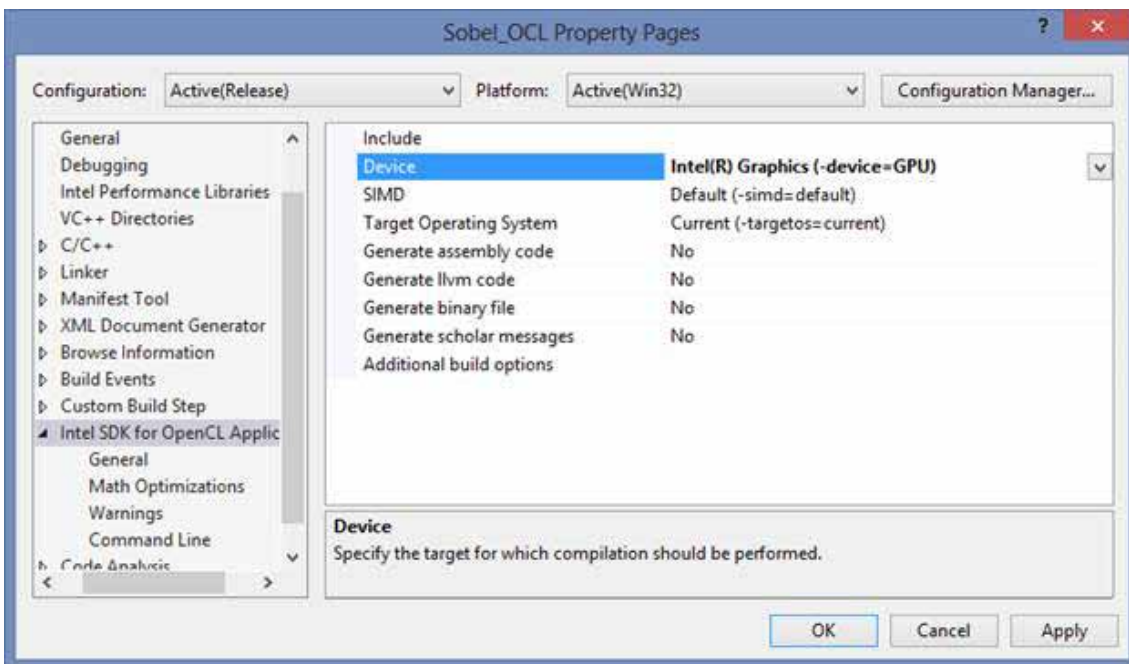 Sobel_OCL Property Pages
? ×
Configuration: Active(Release) Platform: Active(Win32) Configuration Manager...
General
Debugging
Intel Performance Libraries
VC++ Directories
C/C++
Linker
Manifest Tool
XML Document Generator
Browse Information
Build Events
Custom Build Step
Intel SDK for OpenCL Applic
General
Math Optimizations
Warnings
Command Line
Code Analysis
Include
Device Intel(R) Graphics (-device=GPU)
SIMD Default (-simd=default)
Target Operating System Current (-targetos=current)
Generate assembly code No
Generate llvm code No
Generate binary file No
Generate scholar messages No
Additional build options
Device
Specify the target for which compilation should be performed.
OK Cancel Apply